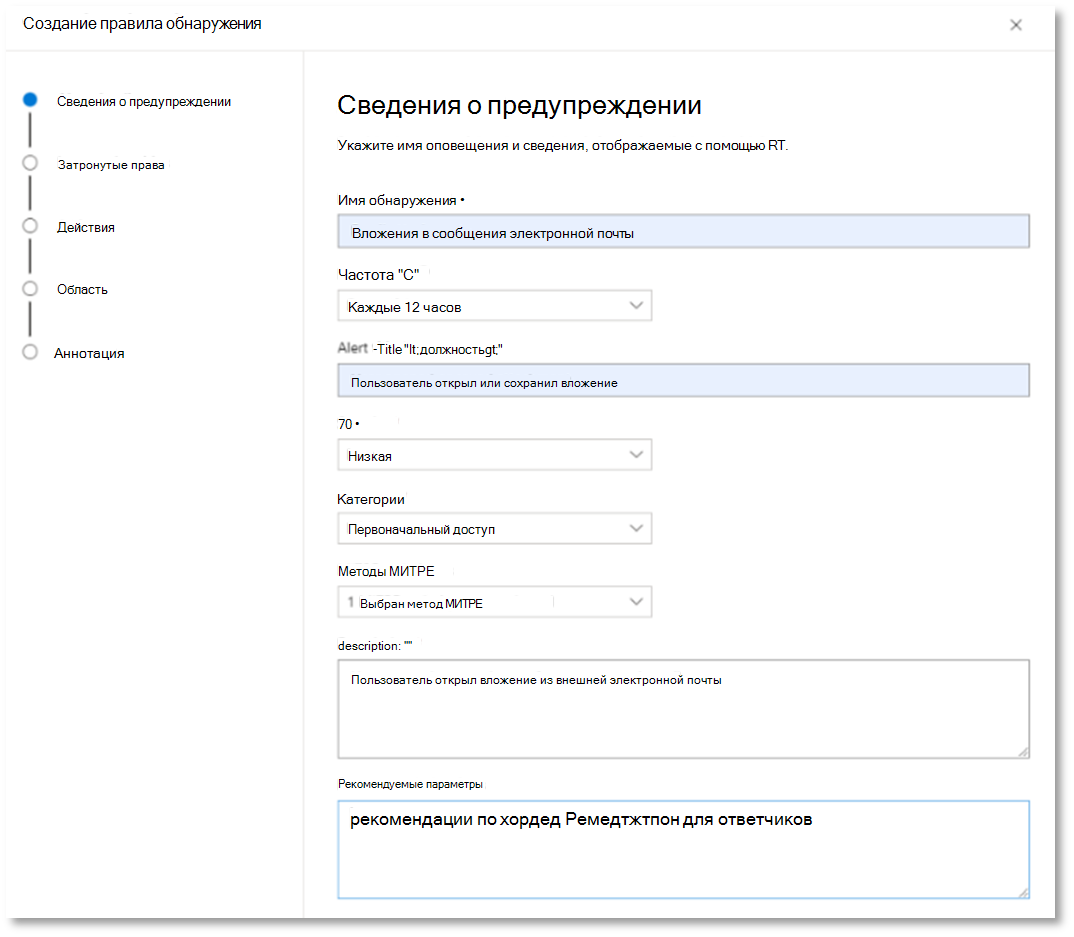 Создание правила обнаружения
Сведения о предупреждении
Затронутые права
Действия
Область
Аннотация
Сведения о предупреждении
Укажите имя оповещения и сведения, отображаемые с помощью RT.
Имя обнаружения •
Вложения в сообщения электронной почты
Частота "С"
Каждые 12 часов
Alert -Title "lt;должностьgt;"
Пользователь открыл или сохранил вложение
70 •
Низкая
Категории
Первоначальный доступ
Методы МИТРЕ
1 Выбран метод МИТРЕ
description: ""
Пользователь открыл вложение из внешней электронной почты
Рекомендуемые параметры
рекомендации по хордед Ремедтжтпон для ответчиков